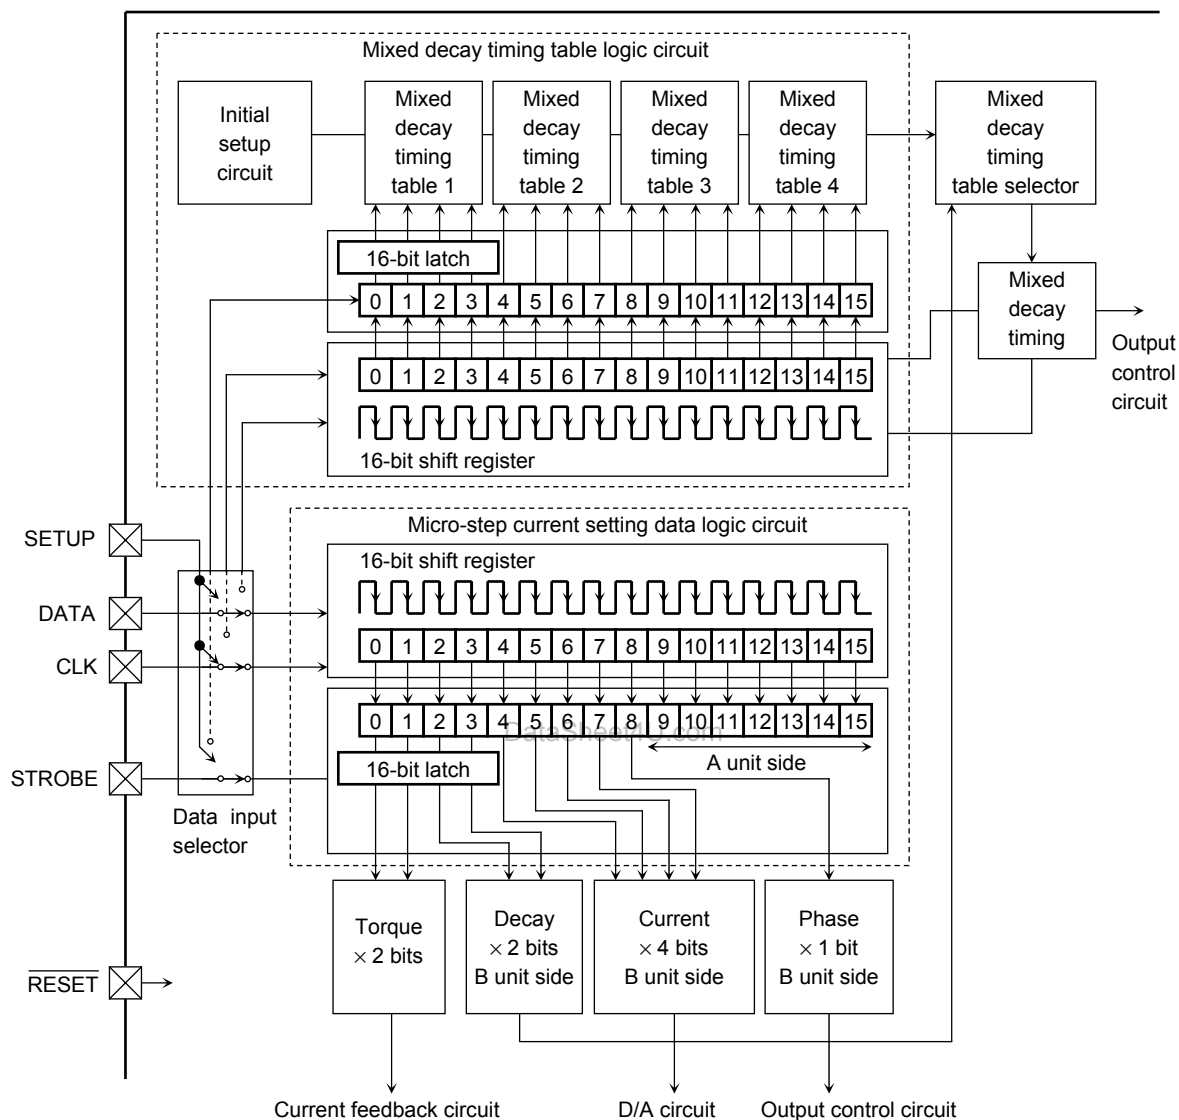 Mixed decay timing table logic circuit
Initial
setup
circuit
Mixed
decay
timing
table 1
Mixed
decay
timing
table 2
Mixed
decay
timing
table 3
Mixed
decay
timing
table 4
Mixed
decay
timing
table selector
16-bit latch
0 1 2 3 4 5 6 7 8 9 10 11 12 13 14 15
Mixed
decay
timing
Output
control
circuit
0 1 2 3 4 5 6 7 8 9 10 11 12 13 14 15
16-bit shift register
SETUP
DATA
CLK
STROBE
Data input
selector
RESET
Micro-step current setting data logic circuit
16-bit shift register
0 1 2 3 4 5 6 7 8 9 10 11 12 13 14 15
0 1 2 3 4 5 6 7 8 9 10 11 12 13 14 15
DataSheet4U.com
A unit side
16-bit latch
Torque
× 2 bits
Decay
× 2 bits
B unit side
Current
× 4 bits
B unit side
Phase
× 1 bit
B unit side
Current feedback circuit
D/A circuit
Output control circuit